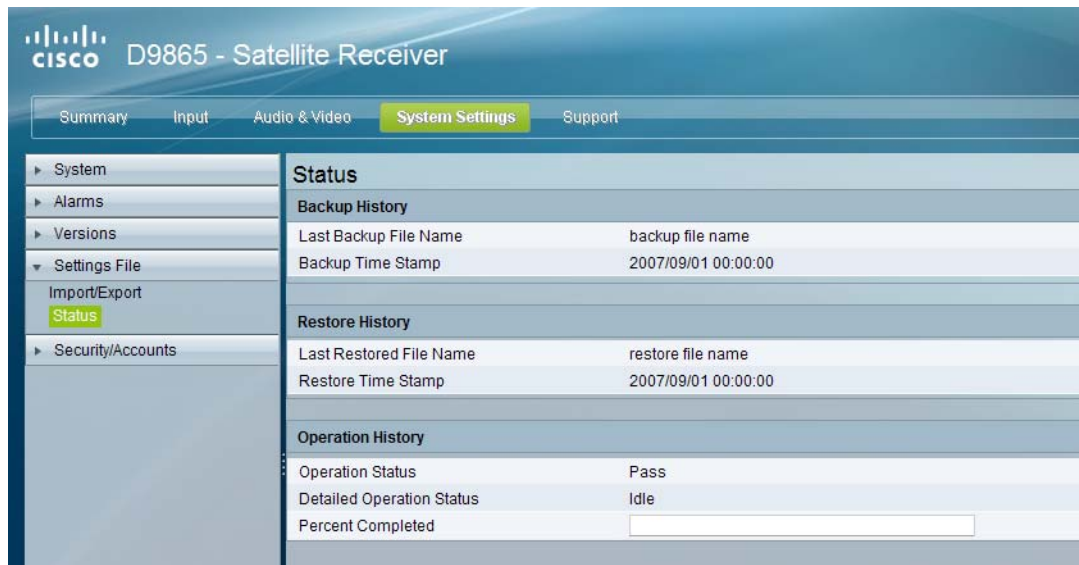 CISCO D9865 - Satellite Receiver
Summary Input Audio & Video System Settings Support
System
Alarms
Versions
Settings File
Import/Export
Status
Security/Accounts
Status
Backup History
Last Backup File Name backup file name
Backup Time Stamp 2007/09/01 00:00:00
Restore History
Last Restored File Name restore file name
Restore Time Stamp 2007/09/01 00:00:00
Operation History
Operation Status Pass
Detailed Operation Status Idle
Percent Completed